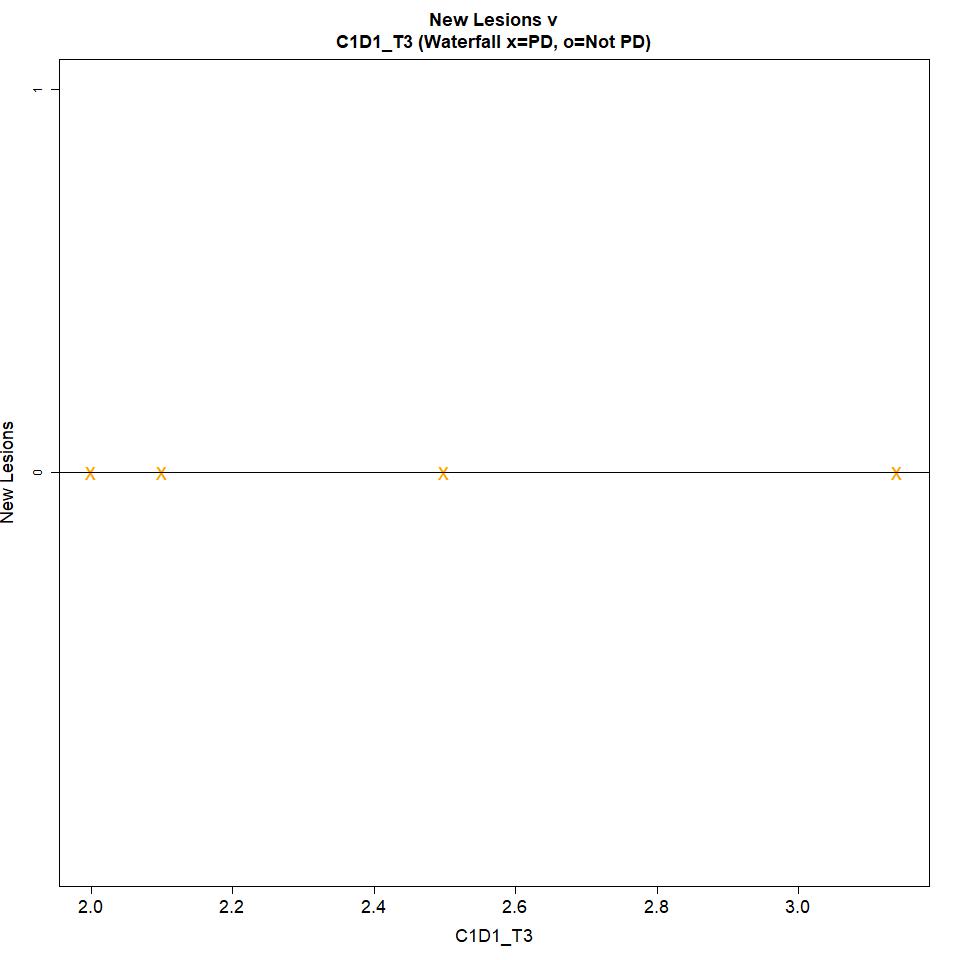 New Lesions v
C1D1_T3 (Waterfall x=PD, o=Not PD)
1
New Lesions
0
x x x x
2.0 2.2 2.4 2.6 2.8 3.0
C1D1_T3